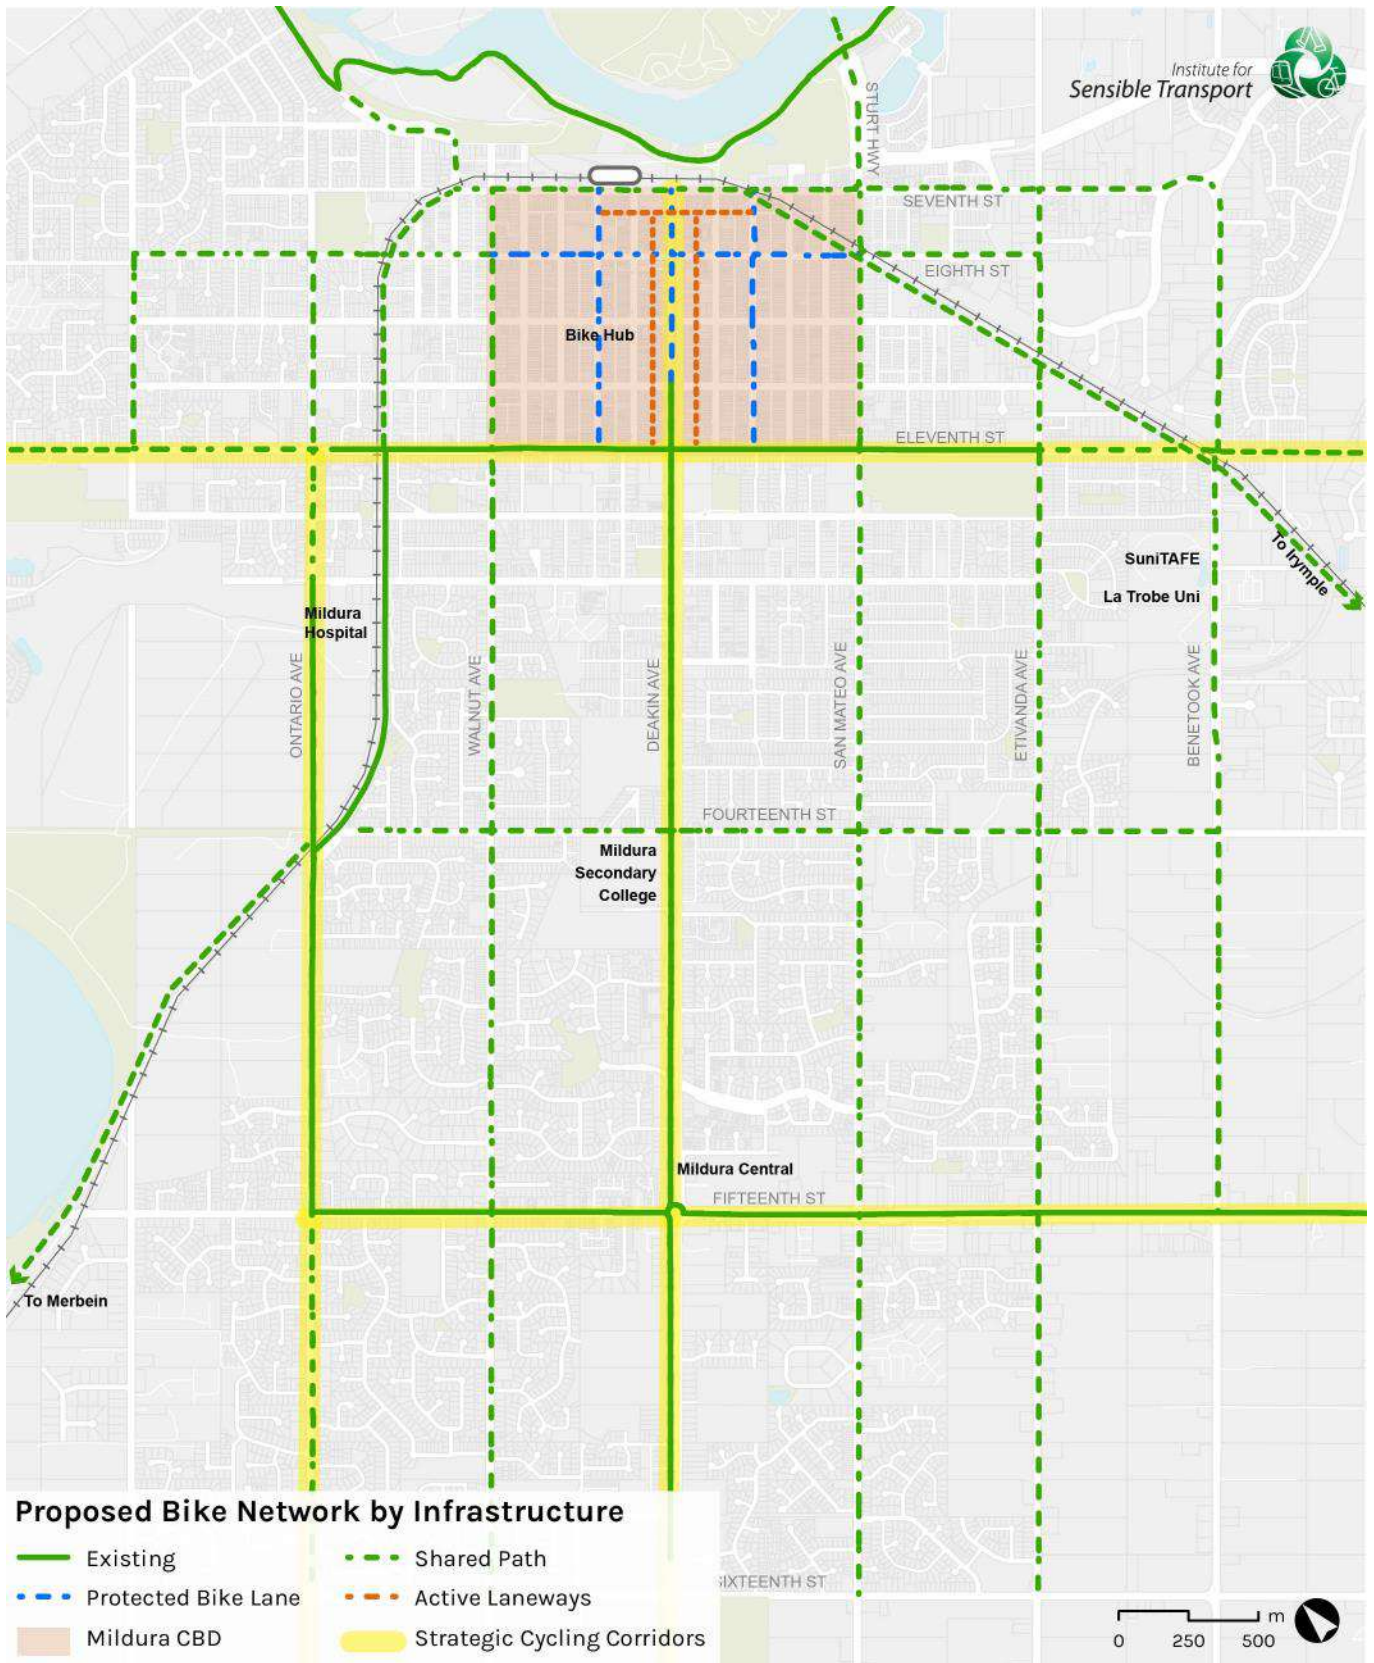 Institute for
Sensible Transport
STURT HWY
SEVENTH ST
EIGHTH ST
Bike Hub
ELEVENTH ST
SuniTAFE
To Irymple
La Trobe Uni
Mildura
Hospital
ONTARIO AVE
WALNUT AVE
DEAKIN AVE
SAN MATEO AVE
ETIVANDA AVE
BENETOOK AVE
FOURTEENTH ST
Mildura
Secondary
College
Mildura Central
FIFTEENTH ST
To Merbein
Proposed Bike Network by Infrastructure
Existing
Shared Path
Protected Bike Lane
Active Laneways
Mildura CBD
Strategic Cycling Corridors
SIXTEENTH ST
m
0 250 500